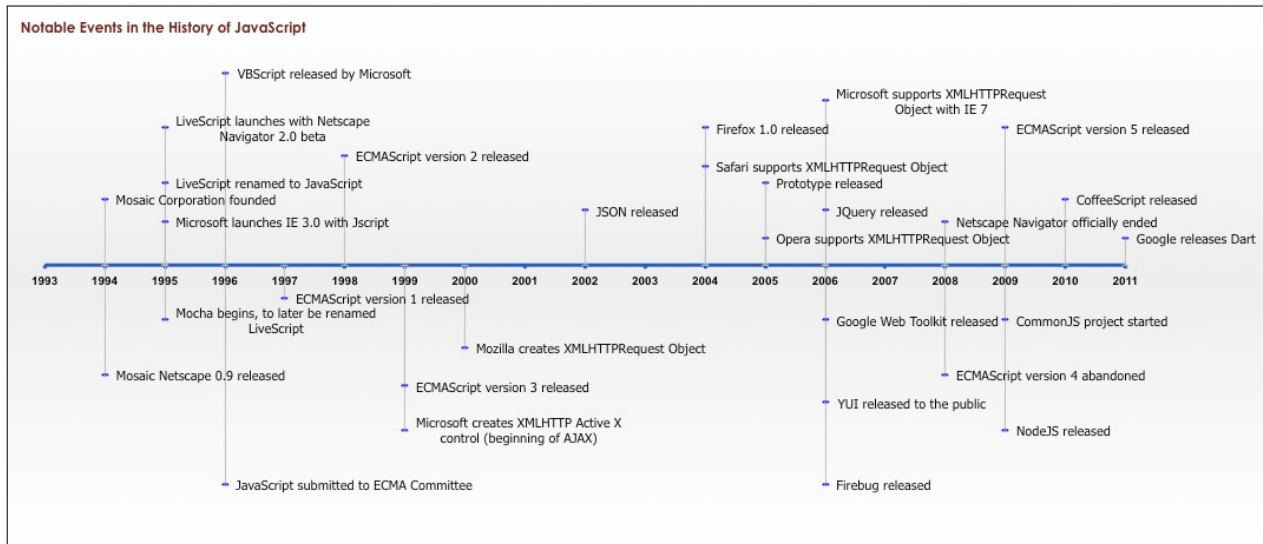 Notable Events in the History of JavaScript
VBScript released by Microsoft
Microsoft supports XMLHTTPRequest
Object with IE 7
LiveScript launches with Netscape
Navigator 2.0 beta
Firefox 1.0 released
ECMAScript version 5 released
ECMAScript version 2 released
Safari supports XMLHTTPRequest Object
LiveScript renamed to JavaScript
Prototype released
Mosaic Corporation founded
CoffeeScript released
JSON released
JQuery released
Microsoft launches IE 3.0 with Jscript
Netscape Navigator officially ended
Opera supports XMLHTTPRequest Object
Google releases Dart
1993 1994 1995 1996 1997 1998 1999 2000 2001 2002 2003 2004 2005 2006 2007 2008 2009 2010 2011
ECMAScript version 1 released
Mocha begins, to later be renamed
LiveScript
Google Web Toolkit released
CommonJS project started
Mozilla creates XMLHTTPRequest Object
Mosaic Netscape 0.9 released
ECMAScript version 4 abandoned
ECMAScript version 3 released
YUI released to the public
Microsoft creates XMLHTTP Active X
control (beginning of AJAX)
NodeJS released
JavaScript submitted to ECMA Committee
Firebug released